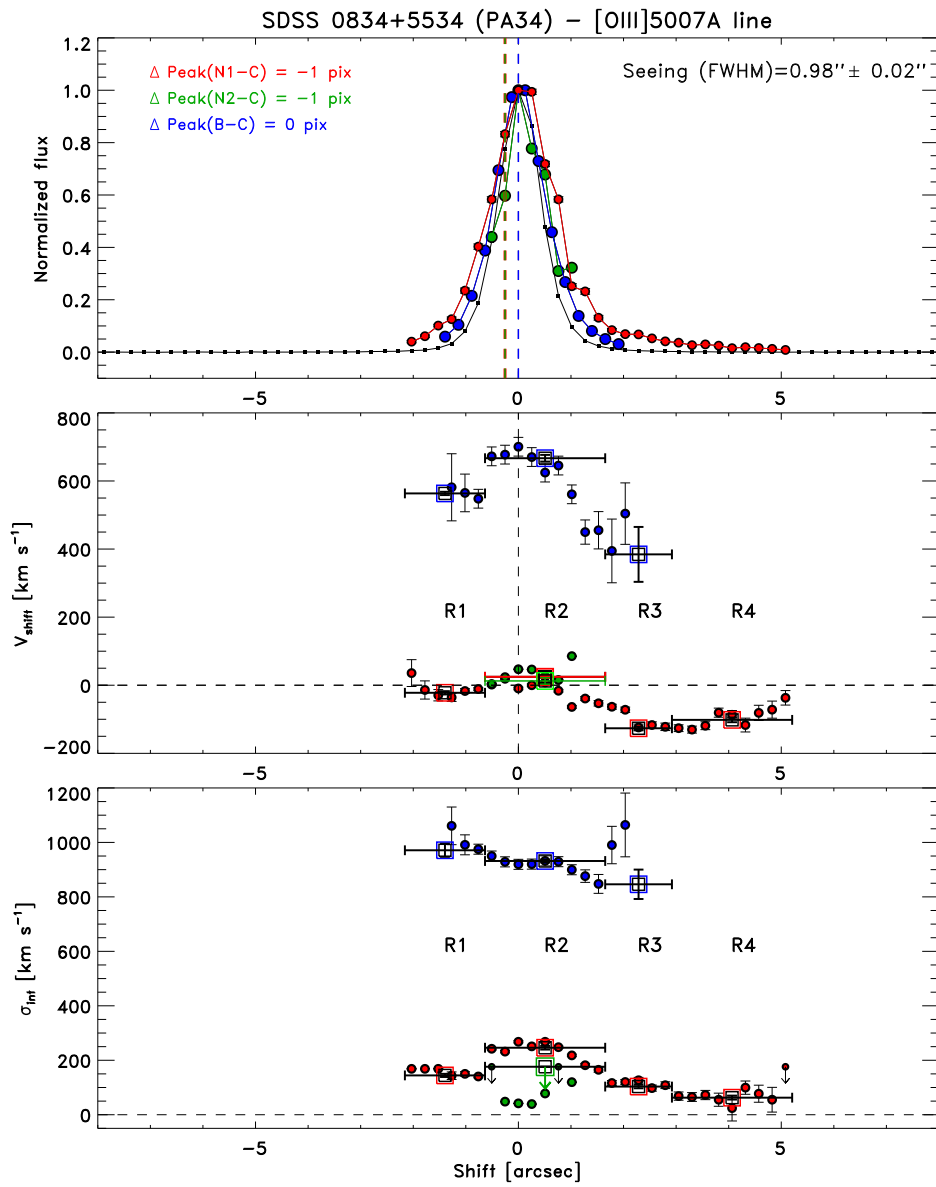 SDSS 0834+5534 (PA34) - [OIII]5007A line
1.2
1.0
0.8
0.6
0.4
0.2
0.0
Normalized flux
Δ Peak(N1-C) = -1 pix
Δ Peak(N2-C) = -1 pix
Δ Peak(B-C) = 0 pix
Seeing (FWHM)=0.98''± 0.02''
-5
0
5
800
600
400
200
0
-200
V_shift [km s⁻¹]
R1
R2
R3
R4
-5
0
5
1200
1000
800
600
400
200
0
σ_int [km s⁻¹]
R1
R2
R3
R4
-5
0
5
Shift [arcsec]